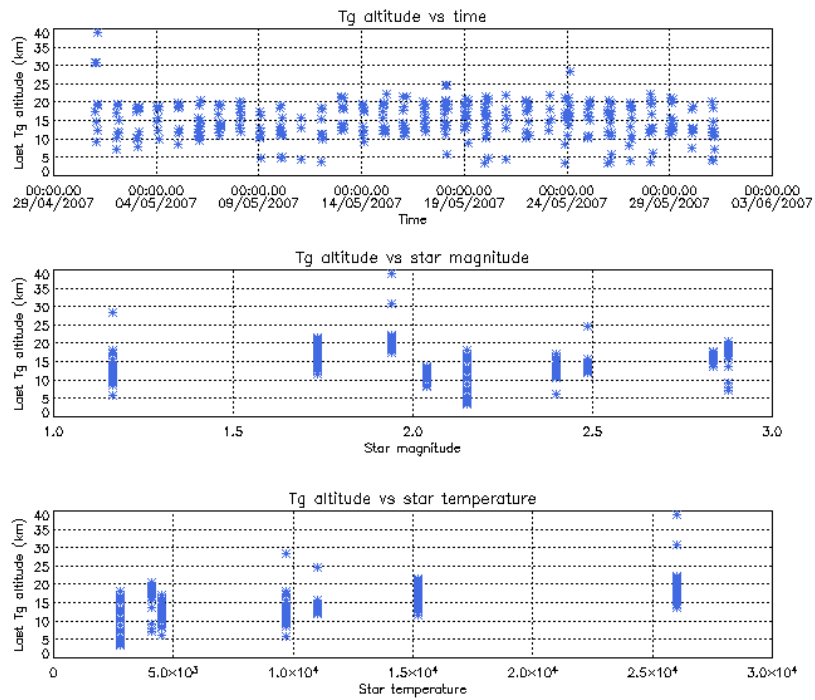 Tg altitude vs time
Last Tg altitude (km)
40
35
30
25
20
15
10
5
0
00:00.00 00:00.00 00:00.00 00:00.00 00:00.00 00:00.00 00:00.00 00:00.00
29/04/2007 04/05/2007 09/05/2007 14/05/2007 19/05/2007 24/05/2007 29/05/2007 03/06/2007
Time
Tg altitude vs star magnitude
Last Tg altitude (km)
40
35
30
25
20
15
10
5
0
1.0 1.5 2.0 2.5 3.0
Star magnitude
Tg altitude vs star temperature
Last Tg altitude (km)
40
35
30
25
20
15
10
5
0
0 5.0×10³ 1.0×10⁴ 1.5×10⁴ 2.0×10⁴ 2.5×10⁴ 3.0×10⁴
Star temperature